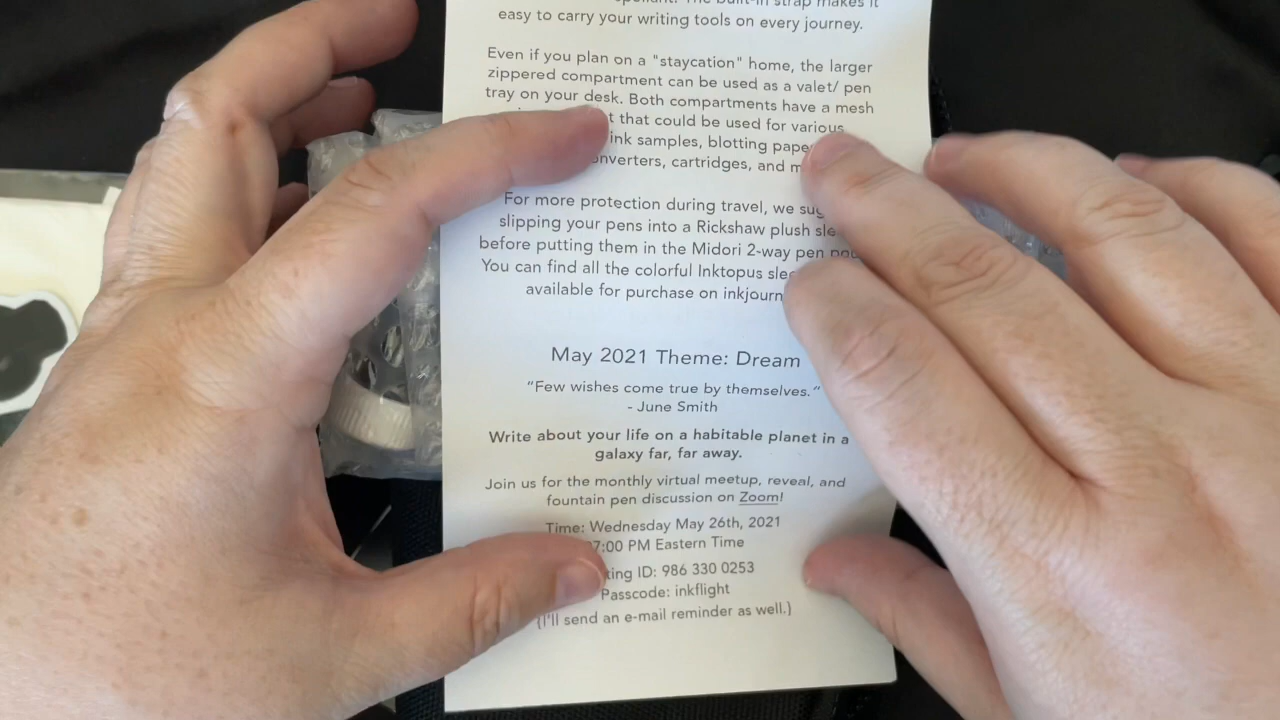 strap makes it
easy to carry your writing tools on every journey.
Even if you plan on a "staycation" home, the larger
zippered compartment can be used as a valet/ pen
tray on your desk. Both compartments have a mesh
that could be used for various
ink samples, blotting
cartridges, and
For more protection during travel, we
slipping your pens into a Rickshaw plush
before putting them in the Midori 2-way pen
You can find all the colorful Inktopus
available for purchase on
May 2021 Theme: Dream
"Few wishes come true by themselves."
- June Smith
Write about your life on a habitable planet in a
galaxy far, far away.
Join us for the monthly virtual meetup, reveal, and
fountain pen discussion on Zoom!
Time: Wednesday May 26th, 2021
7:00 PM Eastern Time
ID: 986 330 0253
Passcode: inkflight
(I'll send an e-mail reminder as well.)